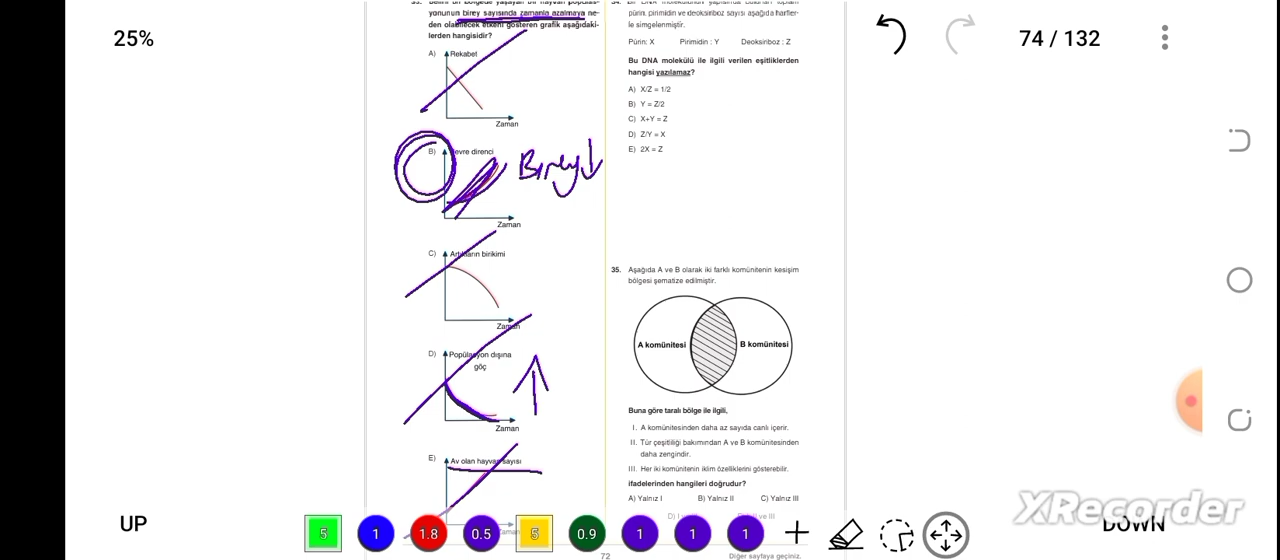 25%
74 / 132
yonunun birey sayısında zamanla azalmaya ne-
den olabilecek etkeni gösteren grafik aşağıdaki-
lerden hangisidir?
A) Rekabet
Zaman
B) Çevre direnci
Birey↓
Zaman
C) Artıkların birikimi
Zaman
D) Popülasyon dışına
göç
Zaman
E) Av olan hayvan sayısı
72
pürin, pirimidin ve deoksiriboz sayısı aşağıda harfler-
le simgelenmiştir.
Pürin: X Pirimidin : Y Deoksiriboz : Z
Bu DNA molekülü ile ilgili verilen eşitliklerden
hangisi yazılamaz?
A) X/Z = 1/2
B) Y = Z/2
C) X+Y = Z
D) Z/Y = X
E) 2X = Z
35. Aşağıda A ve B olarak iki farklı komünitenin kesişim
bölgesi şematize edilmiştir.
A komünitesi B komünitesi
Buna göre taralı bölge ile ilgili,
I. A komünitesinden daha az sayıda canlı içerir.
II. Tür çeşitliliği bakımından A ve B komünitesinden
daha zengindir.
III. Her iki komünitenin iklim özelliklerini gösterebilir.
ifadelerinden hangileri doğrudur?
A) Yalnız I B) Yalnız II C) Yalnız III
Diğer sayfaya geçiniz.
UP
5 1 1.8 0.5 5 0.9 1 1 1
DOWN
XRecorder